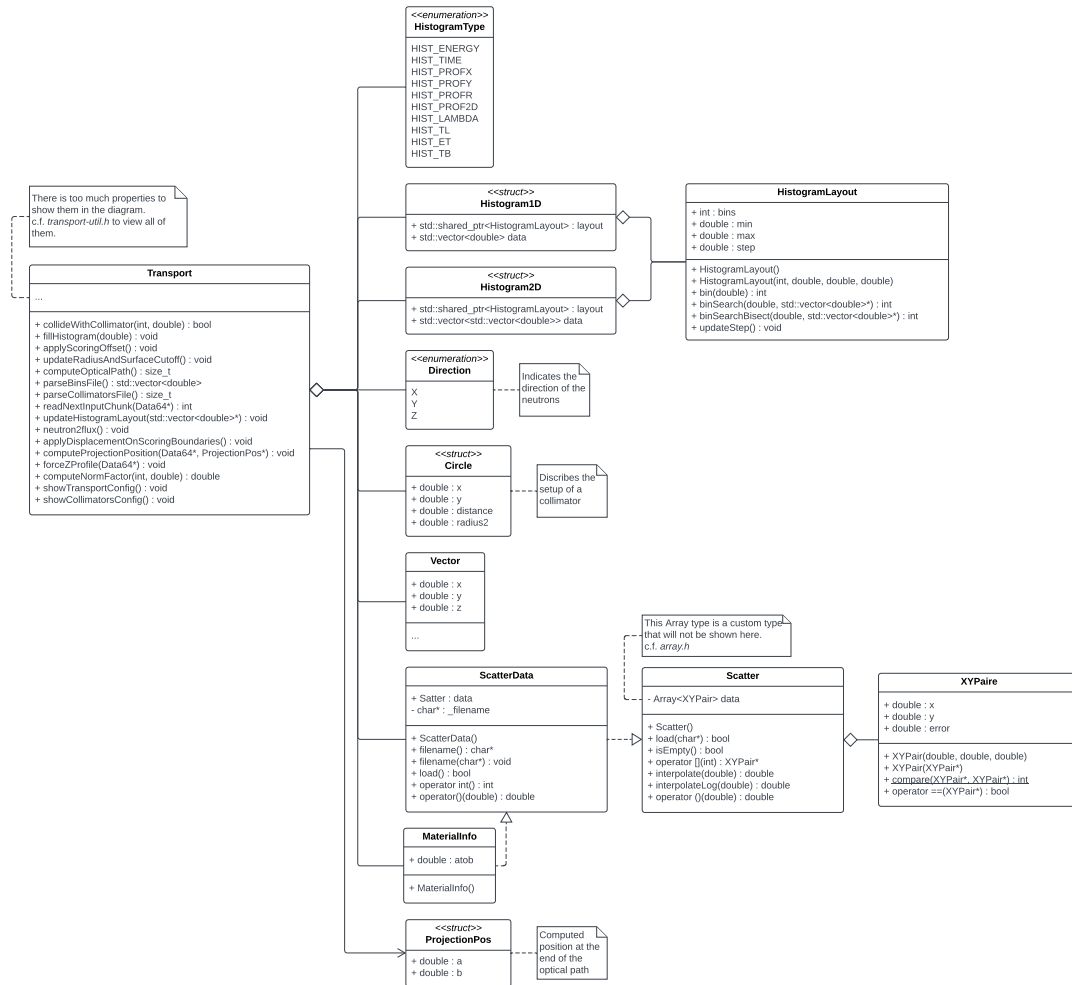 <<enumeration>>
HistogramType
HIST_ENERGY
HIST_TIME
HIST_PROFX
HIST_PROFY
HIST_PROFR
HIST_PROF2D
HIST_LAMBDA
HIST_TL
HIST_ET
HIST_TB
There is too much properties to
show them in the diagram.
c.f. transport-util.h to view all of
them.
Transport
...
+ collideWithCollimator(int, double) : bool
+ fillHistogram(double) : void
+ applyScoringOffset() : void
+ updateRadiusAndSurfaceCutoff() : void
+ computeOpticalPath() : size_t
+ parseBinsFile() : std::vector<double>
+ parseCollimatorsFile() : size_t
+ readNextInputChunk(Data64*) : int
+ updateHistogramLayout(std::vector<double>*) : void
+ neutron2flux() : void
+ applyDisplacementOnScoringBoundaries() : void
+ computeProjectionPosition(Data64*, ProjectionPos*) : void
+ forceZProfile(Data64*) : void
+ computeNormFactor(int, double) : double
+ showTransportConfig() : void
+ showCollimatorsConfig() : void
<<struct>>
Histogram1D
+ std::shared_ptr<HistogramLayout> : layout
+ std::vector<double> data
<<struct>>
Histogram2D
+ std::shared_ptr<HistogramLayout> : layout
+ std::vector<std::vector<double>> data
HistogramLayout
+ int : bins
+ double : min
+ double : max
+ double : step
+ HistogramLayout()
+ HistogramLayout(int, double, double, double)
+ bin(double) : int
+ binSearch(double, std::vector<double>*) : int
+ binSearchBisect(double, std::vector<double>*) : int
+ updateStep() : void
<<enumeration>>
Direction
X
Y
Z
Indicates the
direction of the
neutrons
<<struct>>
Circle
+ double : x
+ double : y
+ double : distance
+ double : radius2
Discribes the
setup of a
collimator
Vector
+ double : x
+ double : y
+ double : z
...
This Array type is a custom type
that will not be shown here.
c.f. array.h
ScatterData
+ Satter : data
- char* : _filename
+ ScatterData()
+ filename() : char*
+ filename(char*) : void
+ load() : bool
+ operator int() : int
+ operator()(double) : double
Scatter
- Array<XYPair> data
+ Scatter()
+ load(char*) : bool
+ isEmpty() : bool
+ operator [](int) : XYPair*
+ interpolate(double) : double
+ interpolateLog(double) : double
+ operator ()(double) : double
XYPaire
+ double : x
+ double : y
+ double : error
+ XYPair(double, double, double)
+ XYPair(XYPair*)
+ compare(XYPair*, XYPair*) : int
+ operator ==(XYPair*) : bool
MaterialInfo
+ double : atob
+ MaterialInfo()
<<struct>>
ProjectionPos
+ double : a
+ double : b
Computed
position at the
end of the
optical path